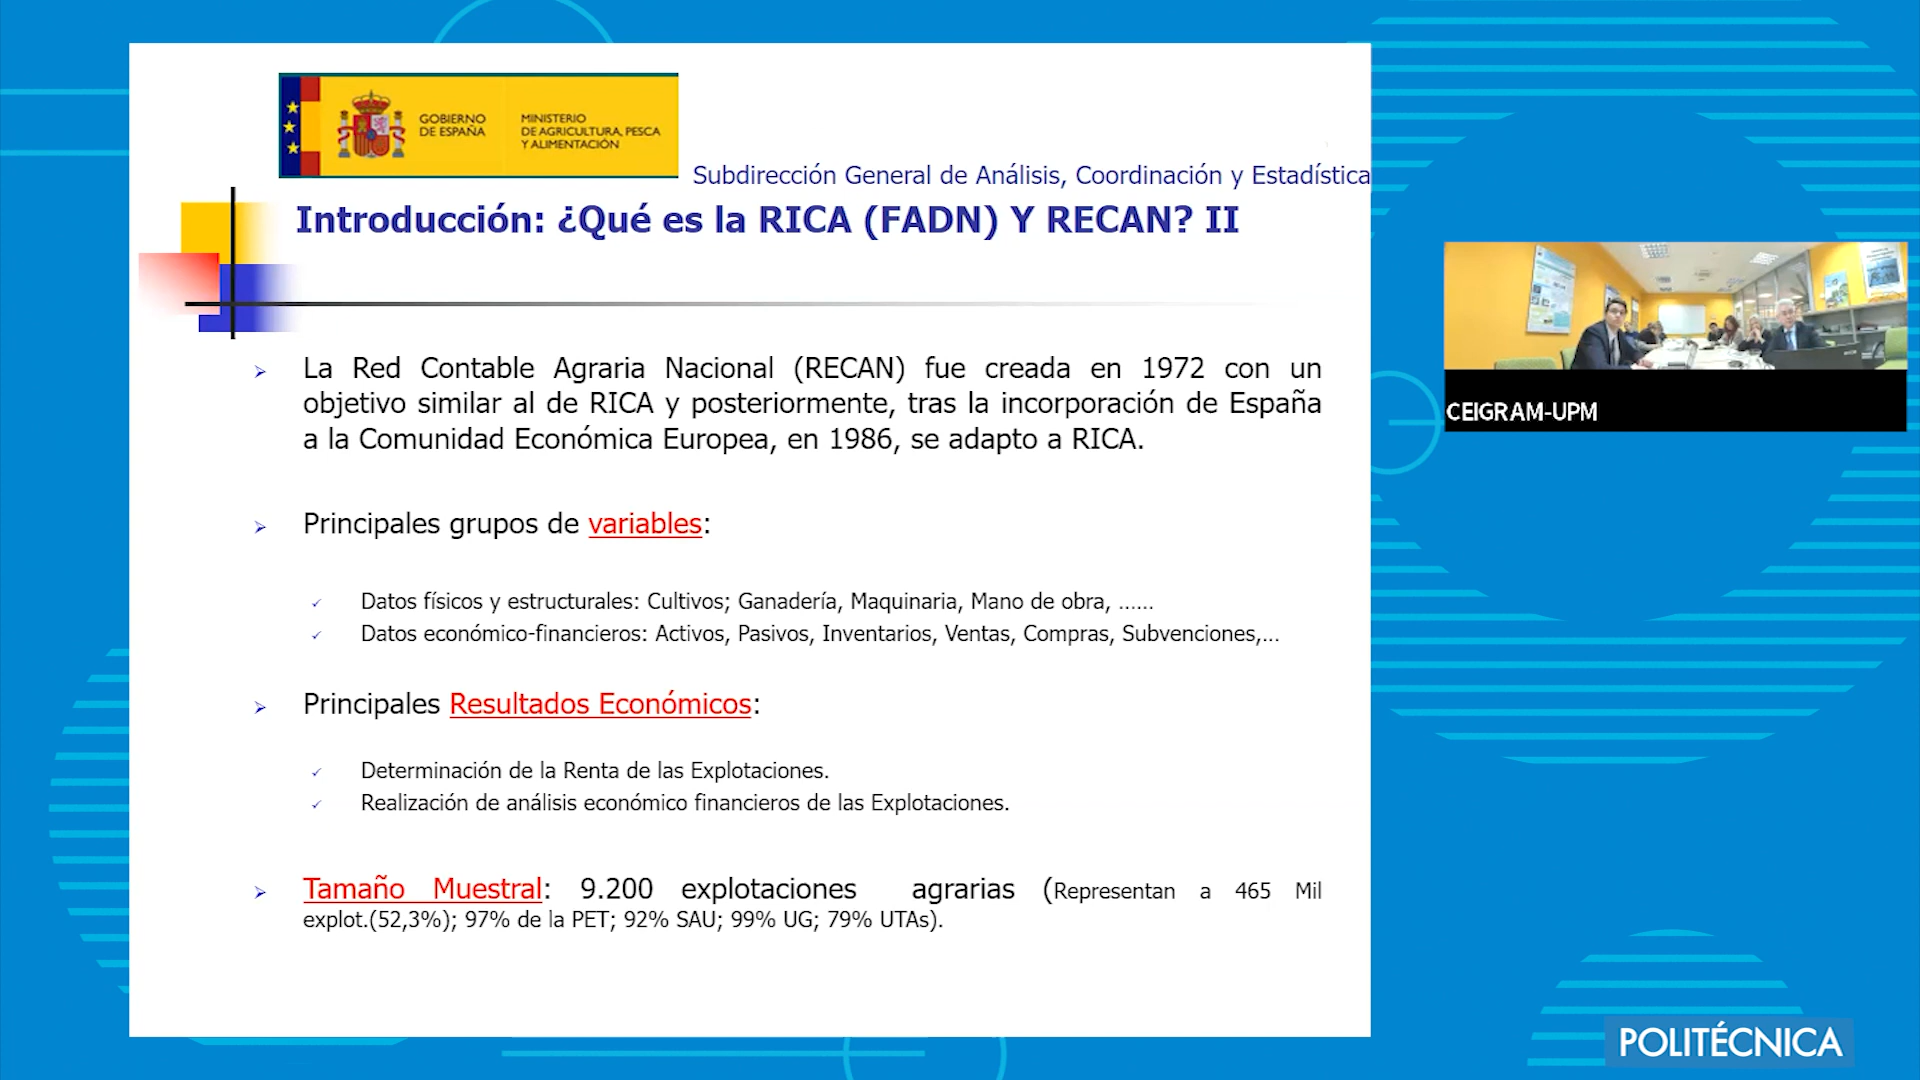 GOBIERNO
DE ESPAÑA
MINISTERIO
DE AGRICULTURA, PESCA
Y ALIMENTACIÓN
Subdirección General de Análisis, Coordinación y Estadística
Introducción: ¿Qué es la RICA (FADN) Y RECAN? II
La Red Contable Agraria Nacional (RECAN) fue creada en 1972 con un
objetivo similar al de RICA y posteriormente, tras la incorporación de España
a la Comunidad Económica Europea, en 1986, se adapto a RICA.
Principales grupos de variables:
Datos físicos y estructurales: Cultivos; Ganadería, Maquinaria, Mano de obra, ......
Datos económico-financieros: Activos, Pasivos, Inventarios, Ventas, Compras, Subvenciones,...
Principales Resultados Económicos:
Determinación de la Renta de las Explotaciones.
Realización de análisis económico financieros de las Explotaciones.
Tamaño Muestral: 9.200 explotaciones agrarias (Representan a 465 Mil
explot.(52,3%); 97% de la PET; 92% SAU; 99% UG; 79% UTAs).
CEIGRAM-UPM
POLITÉCNICA